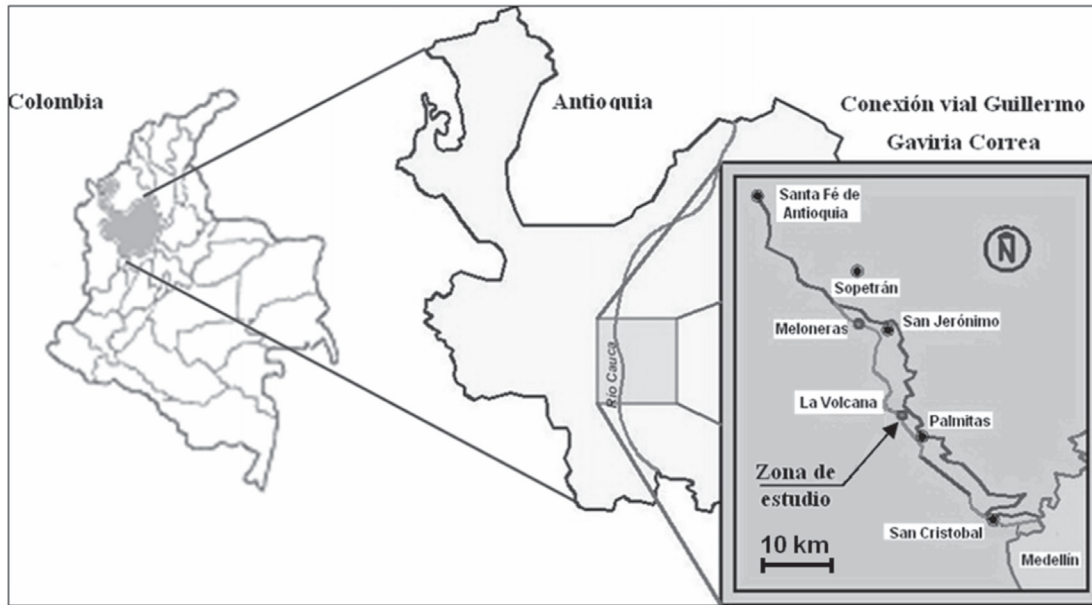 Colombia
Antioquia
Conexión vial Guillermo
Gaviria Correa
Río Cauca
Santa Fé de
Antioquia
N
Sopetrán
Meloneras
San Jerónimo
La Volcana
Palmitas
Zona de
estudio
San Cristobal
10 km
Medellín